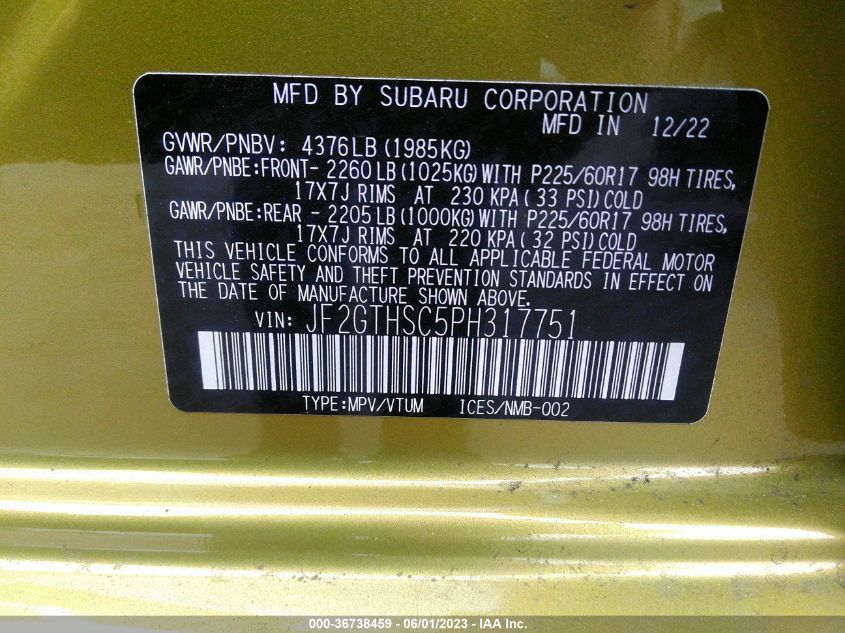 MFD BY SUBARU CORPORATION
MFD IN 12/22
GVWR/PNBV: 4376LB (1985KG)
GAWR/PNBE:FRONT- 2260LB (1025KG) WITH P225/60R17 98H TIRES,
17X7J RIMS AT 230 KPA ( 33 PSI) COLD
GAWR/PNBE:REAR - 2205LB (1000KG) WITH P225/60R17 98H TIRES,
17X7J RIMS AT 220 KPA ( 32 PSI) COLD
THIS VEHICLE CONFORMS TO ALL APPLICABLE FEDERAL MOTOR
VEHICLE SAFETY AND THEFT PREVENTION STANDARDS IN EFFECT ON
THE DATE OF MANUFACTURE SHOWN ABOVE.
VIN: JF2GTHSC5PH317751
TYPE:MPV/VTUM ICES/NMB-002
000-36738459 - 06/01/2023 - IAA Inc.